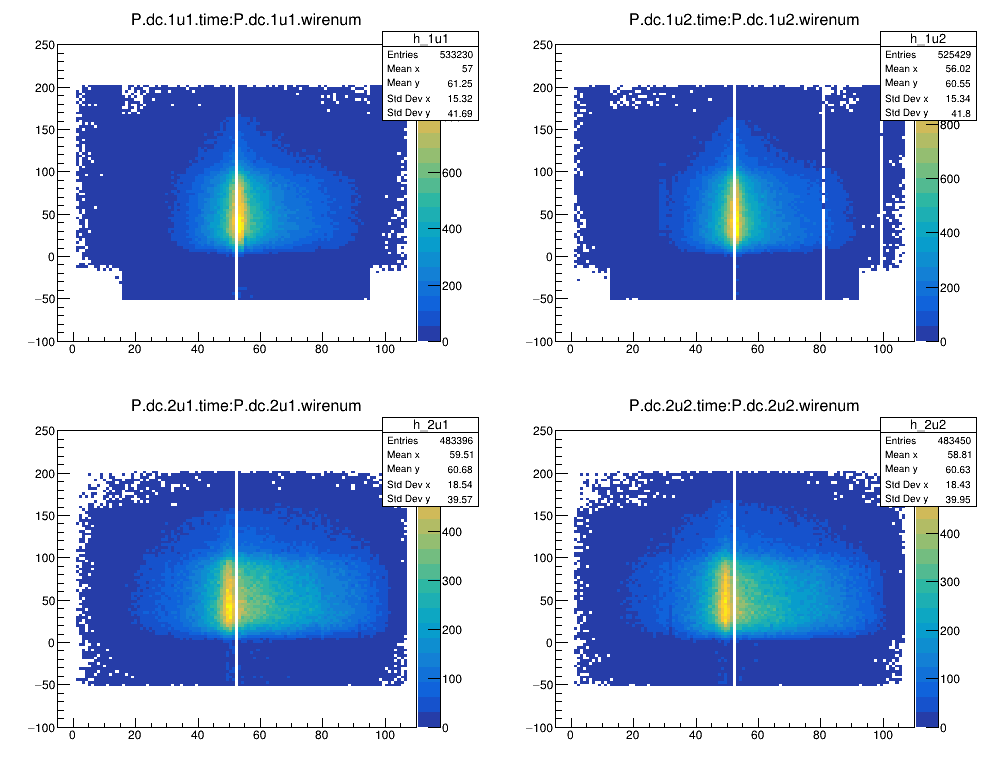 P.dc.1u1.time:P.dc.1u1.wirenum
h_1u1
Entries 533230
Mean x 57
Mean y 61.25
Std Dev x 15.32
Std Dev y 41.69
250
200
150
100
50
0
−50
−100
0 20 40 60 80 100
600
400
200
0
P.dc.1u2.time:P.dc.1u2.wirenum
h_1u2
Entries 525429
Mean x 56.02
Mean y 60.55
Std Dev x 15.34
Std Dev y 41.8
250
200
150
100
50
0
−50
−100
0 20 40 60 80 100
800
600
400
200
0
P.dc.2u1.time:P.dc.2u1.wirenum
h_2u1
Entries 483396
Mean x 59.51
Mean y 60.68
Std Dev x 18.54
Std Dev y 39.57
250
200
150
100
50
0
−50
−100
0 20 40 60 80 100
400
300
200
100
0
P.dc.2u2.time:P.dc.2u2.wirenum
h_2u2
Entries 483450
Mean x 58.81
Mean y 60.63
Std Dev x 18.43
Std Dev y 39.95
250
200
150
100
50
0
−50
−100
0 20 40 60 80 100
400
300
200
100
0